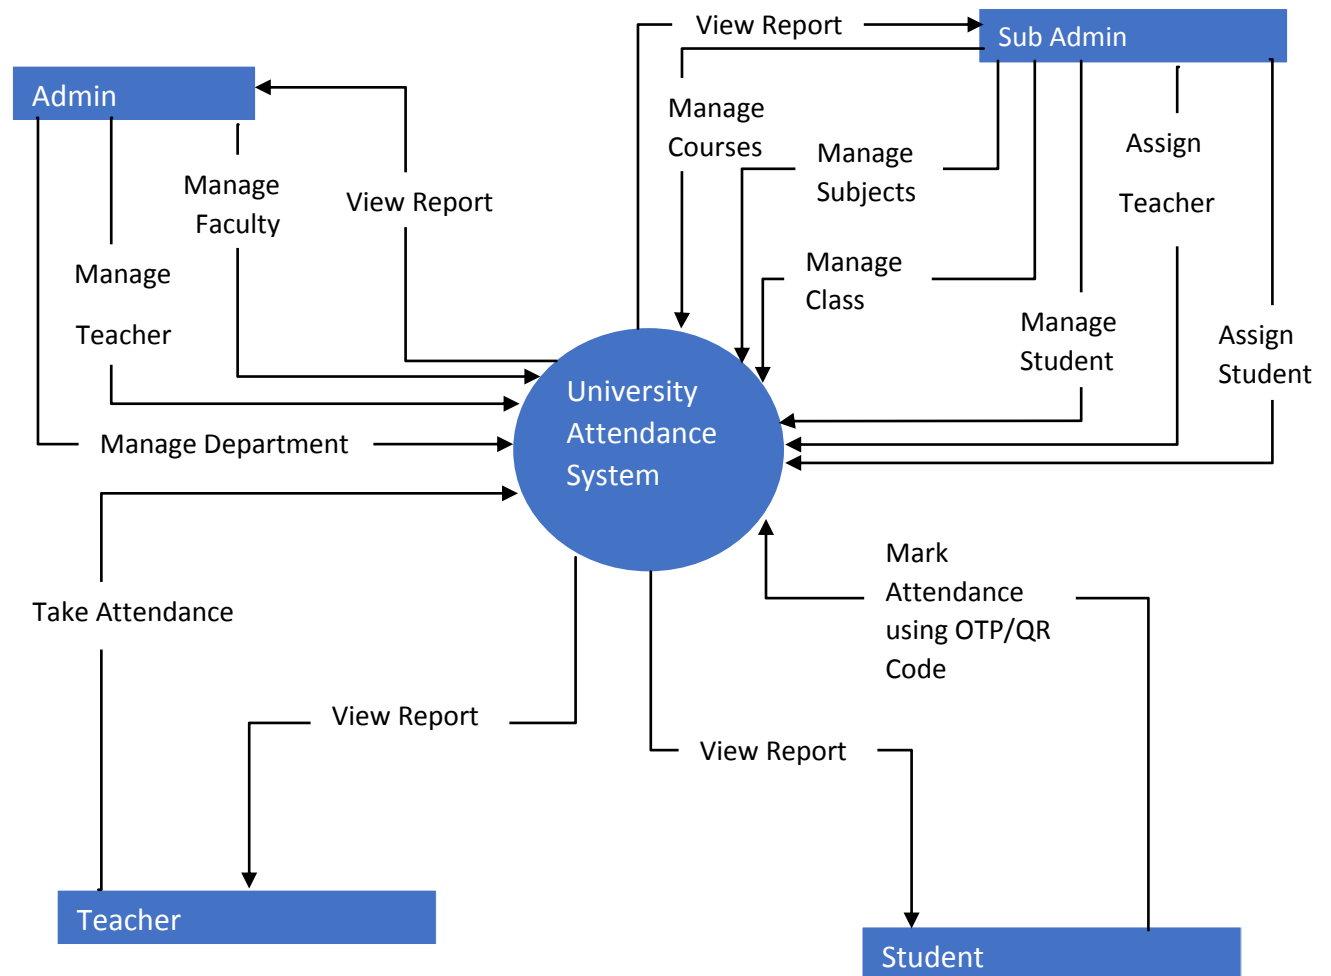 View Report
Sub Admin
Admin
Manage
Courses
Manage
Subjects
Assign
Teacher
Manage
Faculty
View Report
Manage
Teacher
Manage
Class
Manage
Student
Assign
Student
University
Attendance
System
Manage Department
Take Attendance
Mark
Attendance
using OTP/QR
Code
View Report
View Report
Teacher
Student